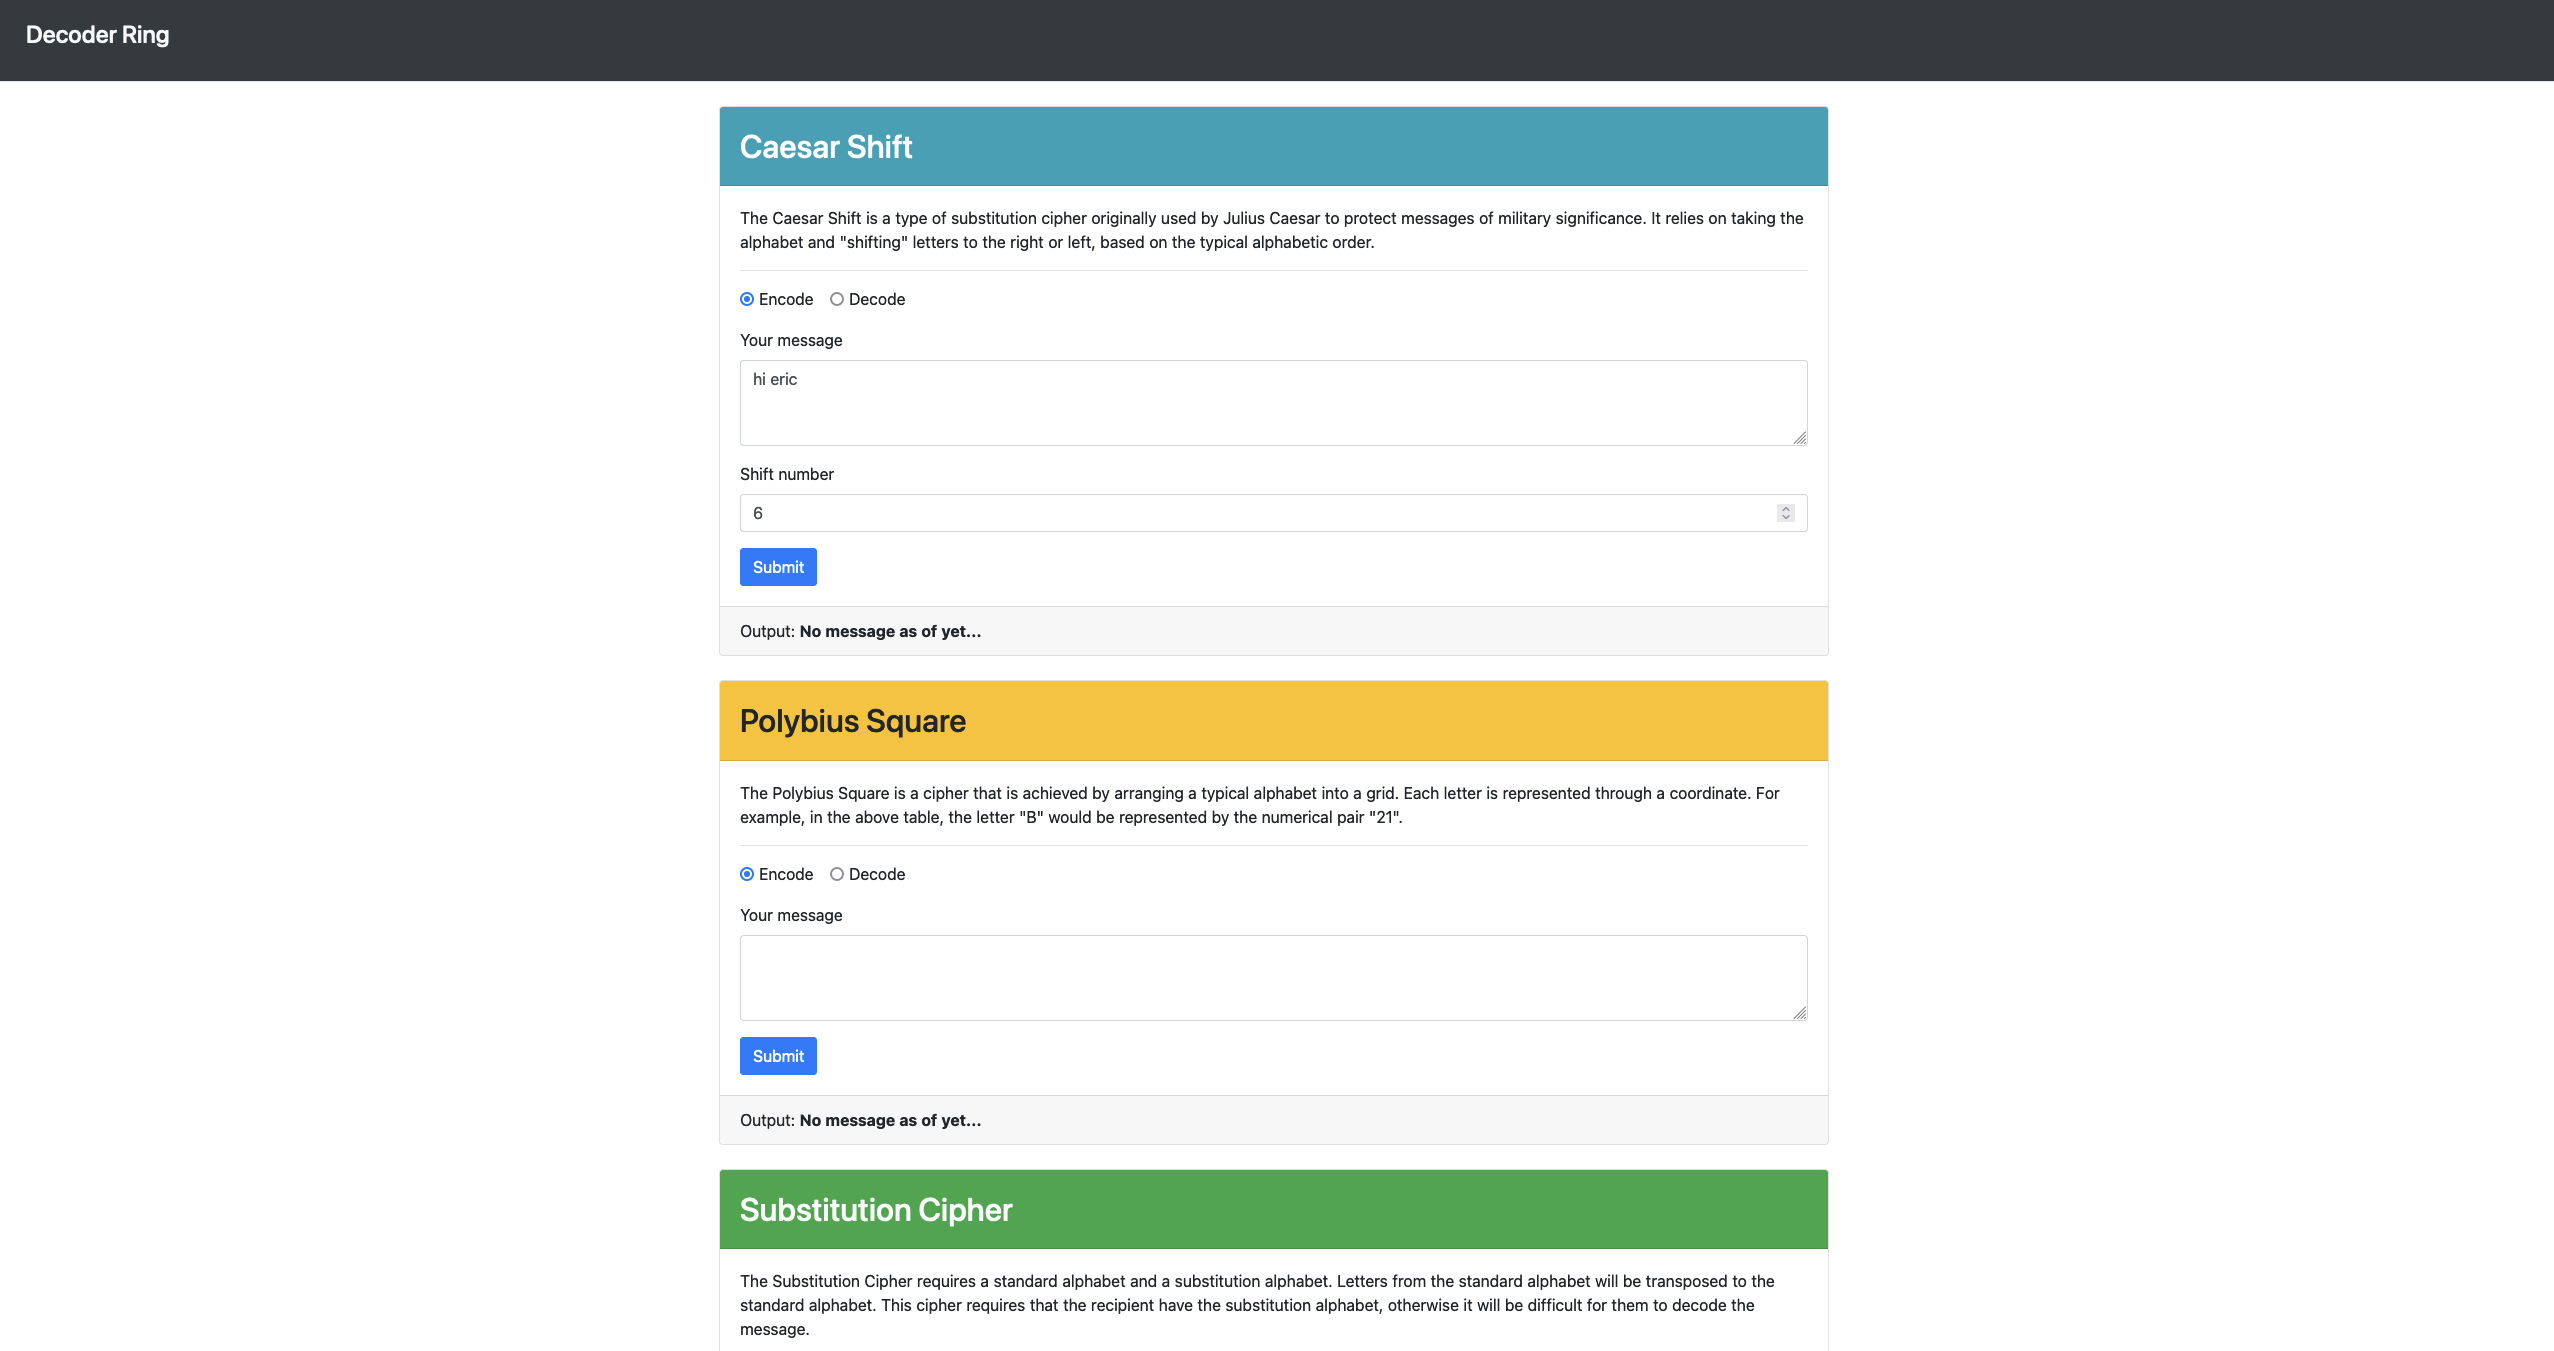 Decoder Ring
Caesar Shift
The Caesar Shift is a type of substitution cipher originally used by Julius Caesar to protect messages of military significance. It relies on taking the
alphabet and "shifting" letters to the right or left, based on the typical alphabetic order.
Encode Decode
Your message
hi eric
Shift number
6
Submit
Output: No message as of yet...
Polybius Square
The Polybius Square is a cipher that is achieved by arranging a typical alphabet into a grid. Each letter is represented through a coordinate. For
example, in the above table, the letter "B" would be represented by the numerical pair "21".
Encode Decode
Your message
Submit
Output: No message as of yet...
Substitution Cipher
The Substitution Cipher requires a standard alphabet and a substitution alphabet. Letters from the standard alphabet will be transposed to the
standard alphabet. This cipher requires that the recipient have the substitution alphabet, otherwise it will be difficult for them to decode the
message.